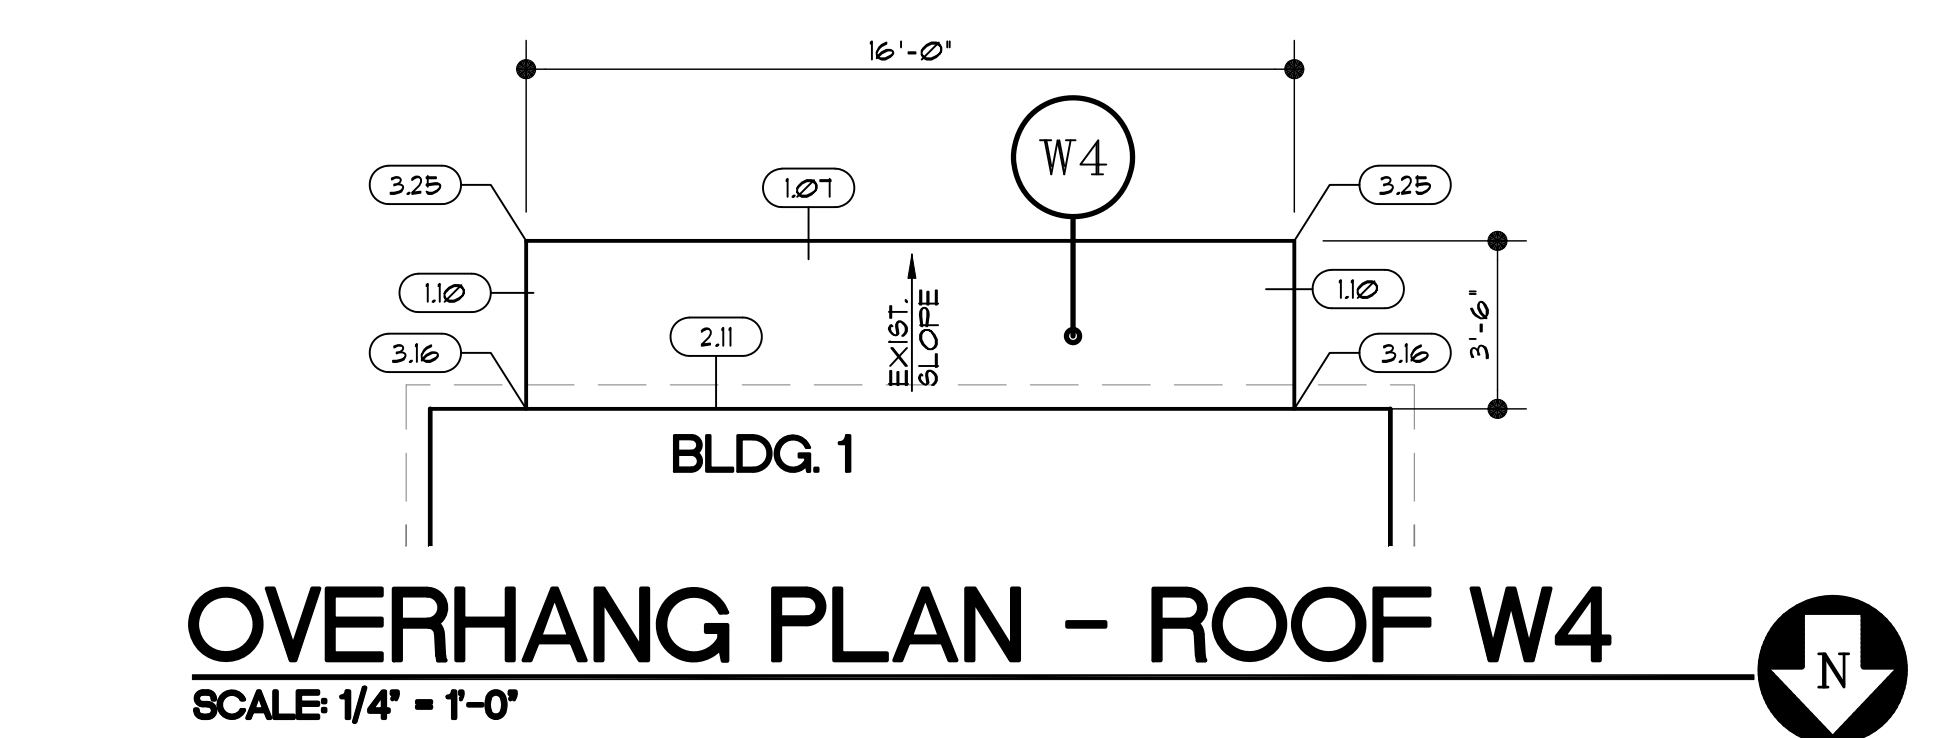 16'-0"
W4
3.25
1.07
3.25
1.10
1.10
EXIST.
SLOPE
3'-6"
3.16
2.11
3.16
BLDG. 1
OVERHANG PLAN - ROOF W4
N
SCALE: 1/4" = 1'-0"